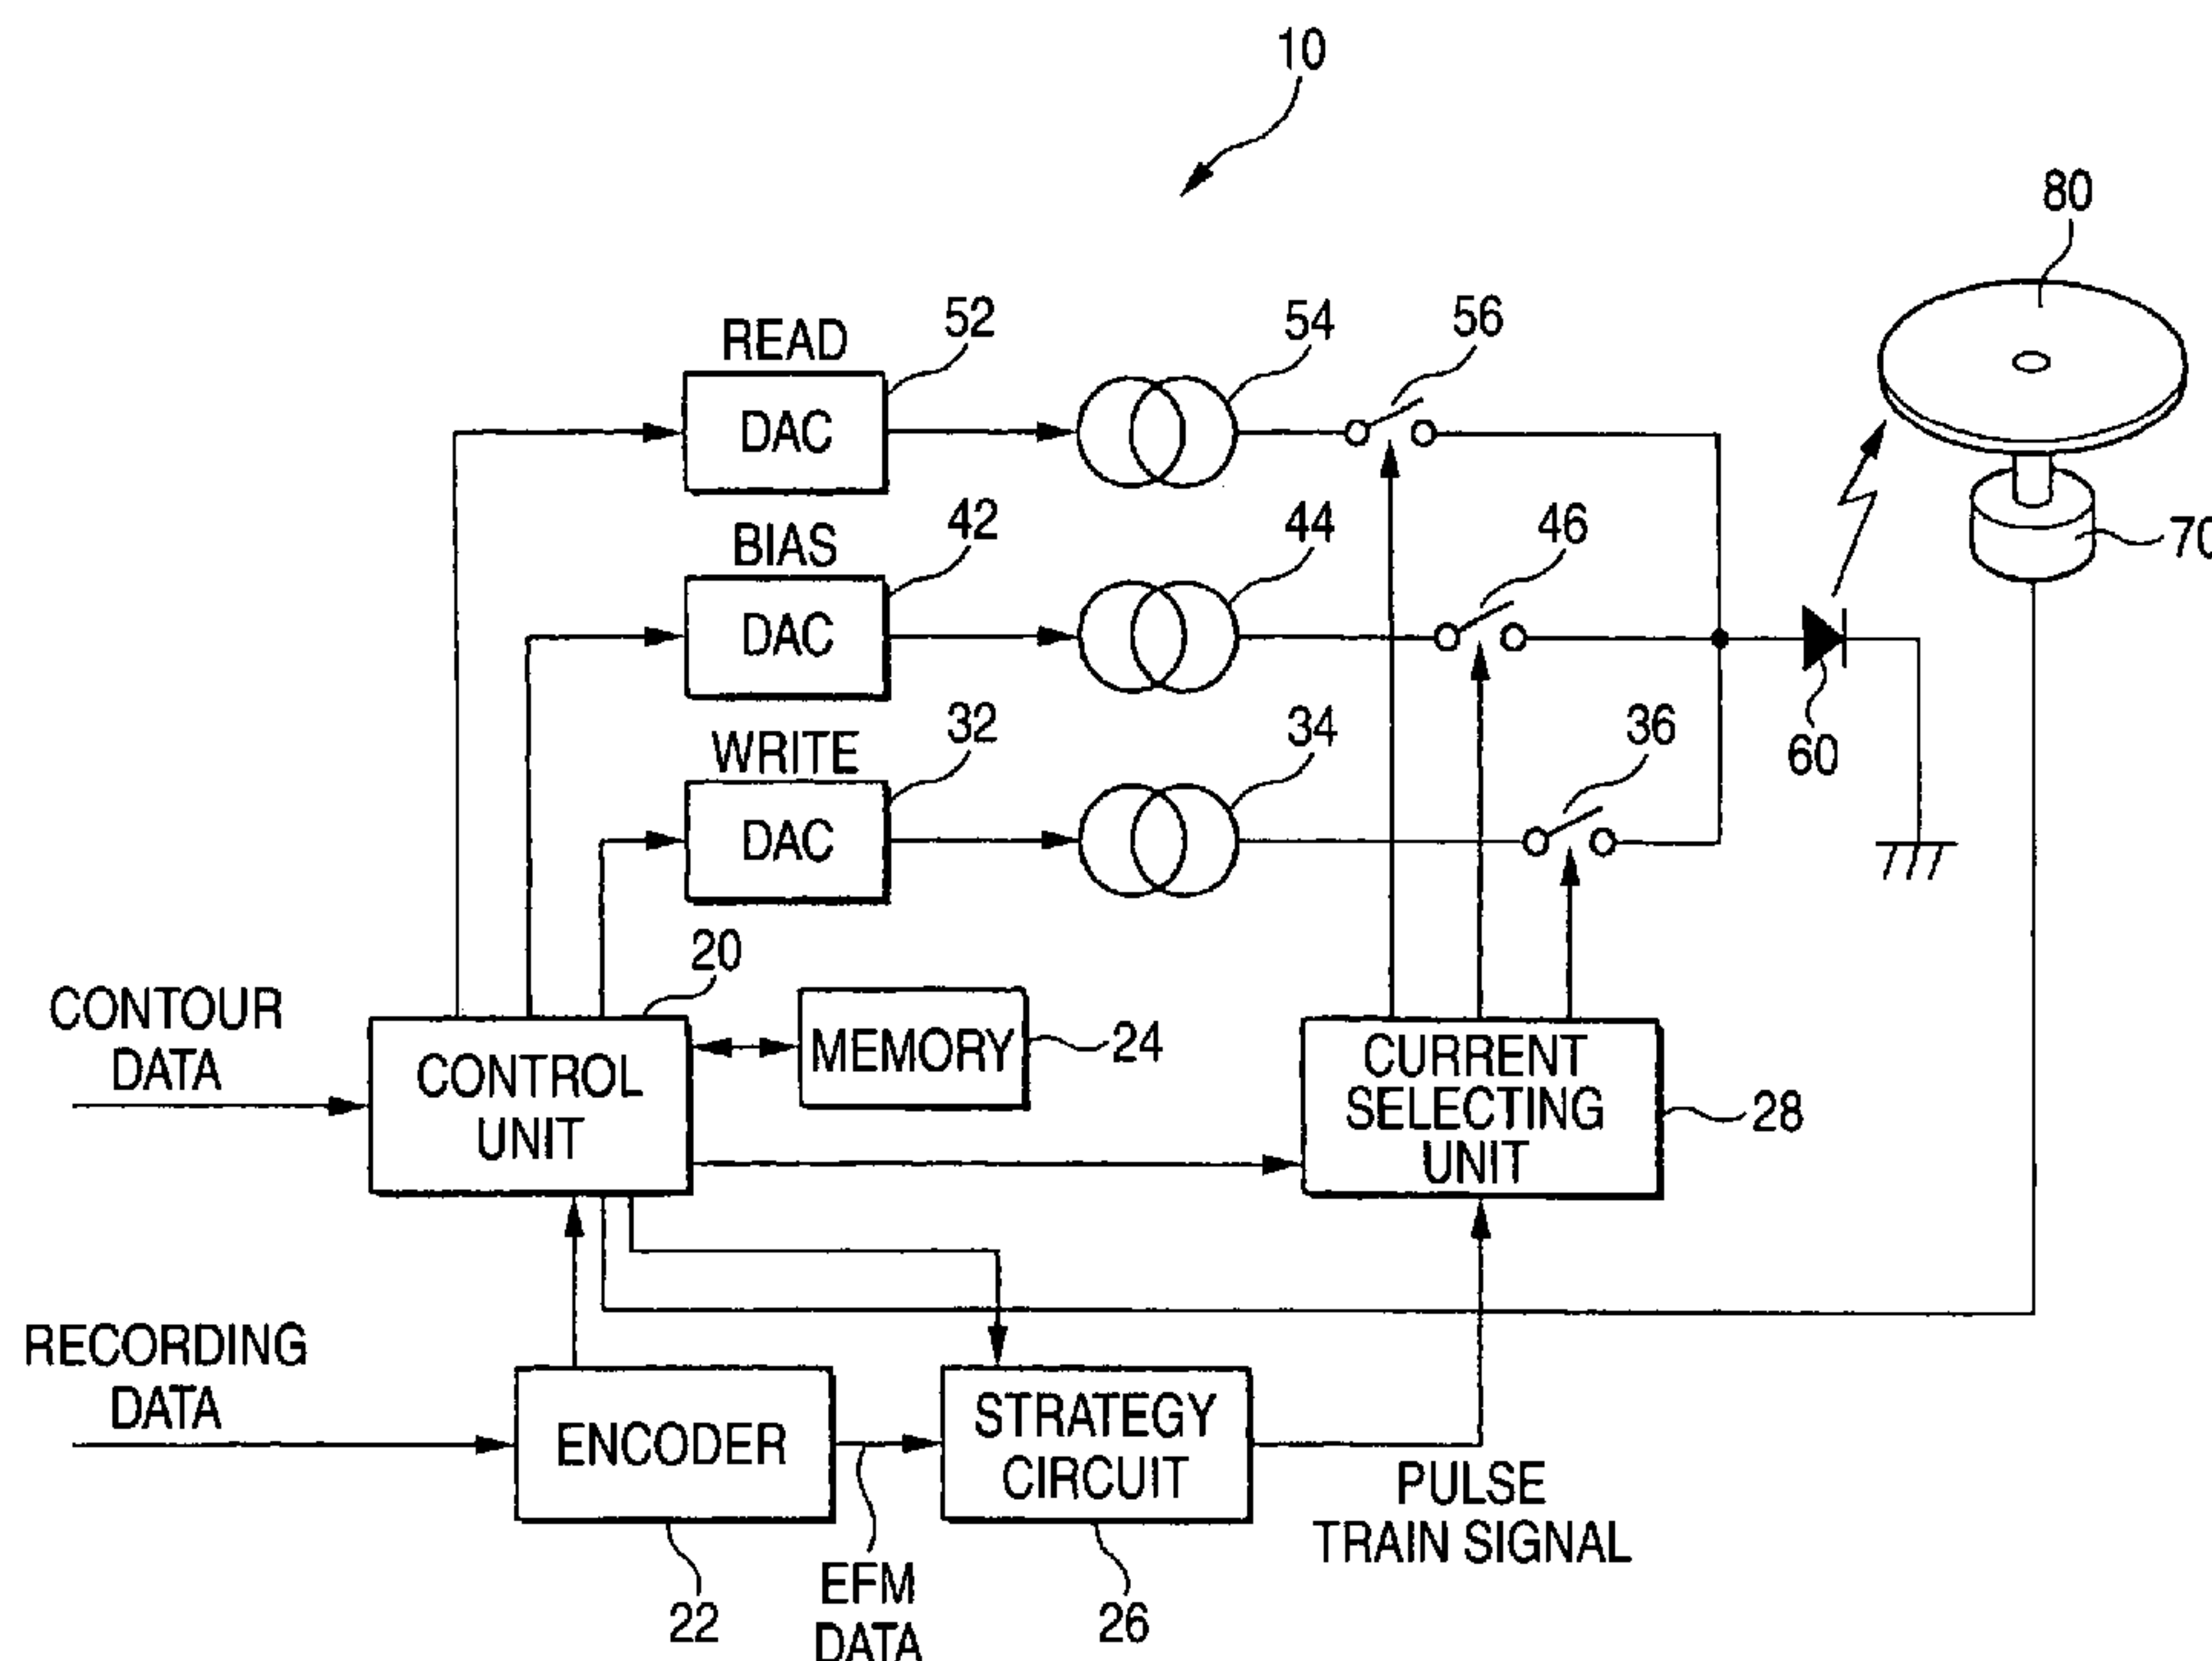 10
80
READ
52
54
56
DAC
BIAS
42
44
46
70
DAC
WRITE
32
34
36
60
DAC
20
CONTOUR
DATA
CONTROL
UNIT
MEMORY
24
CURRENT
SELECTING
UNIT
28
RECORDING
DATA
ENCODER
STRATEGY
CIRCUIT
PULSE
TRAIN SIGNAL
EFM
DATA
22
26